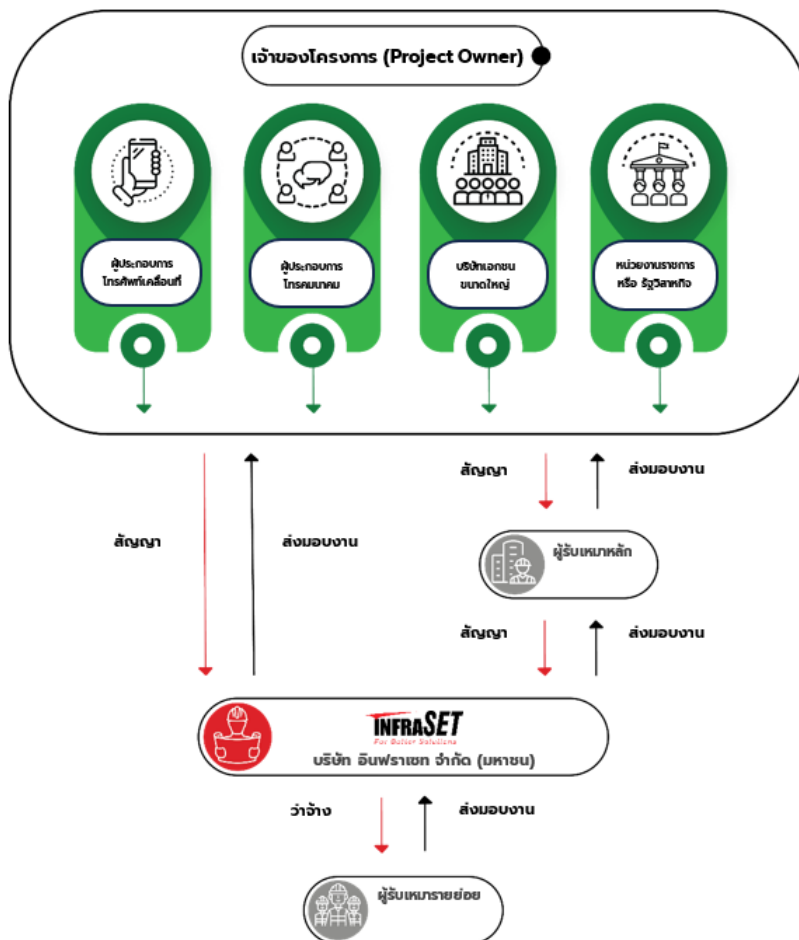 เจ้าของโครงการ (Project Owner)
ผู้ประกอบการ
โทรศัพท์เคลื่อนที่
ผู้ประกอบการ
โทรคมนาคม
บริษัทเอกชน
ขนาดใหญ่
หน่วยงานราชการ
หรือ รัฐวิสาหกิจ
สัญญา
ส่งมอบงาน
สัญญา
ส่งมอบงาน
ผู้รับเหมาหลัก
สัญญา
ส่งมอบงาน
INFRASET
For Better Solutions
บริษัท อินฟราเซท จำกัด (มหาชน)
ว่าจ้าง
ส่งมอบงาน
ผู้รับเหมารายย่อย